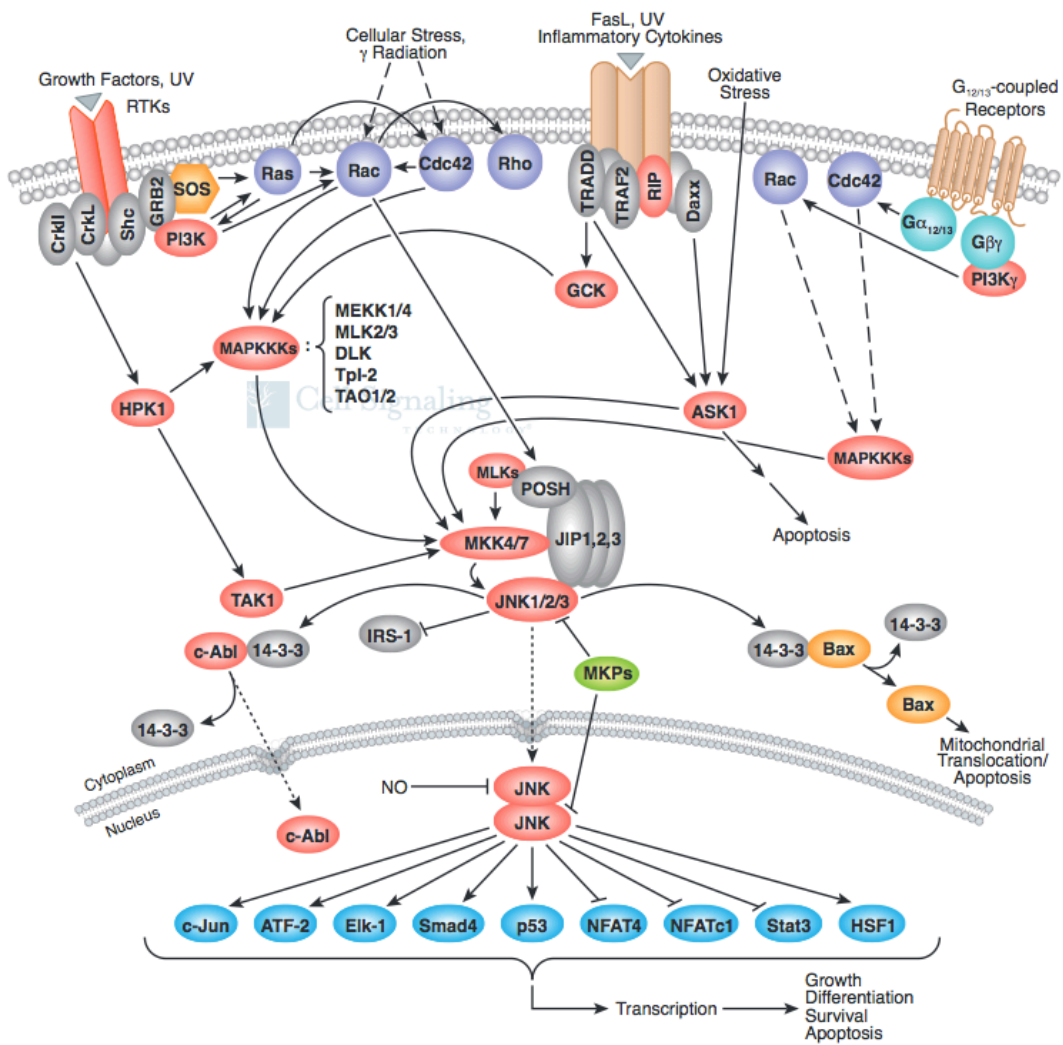 FasL, UV
Inflammatory Cytokines
Cellular Stress,
γ Radiation
Growth Factors, UV
RTKs
Oxidative
Stress
G12/13-coupled
Receptors
Ras
Rac
Cdc42
Rho
TRADD
TRAF2
RIP
Daxx
Rac
Cdc42
GRB2
SOS
CrkII
CrkL
Shc
PI3K
Gα12/13
Gβγ
PI3Kγ
GCK
MAPKKKs
:
MEKK1/4
MLK2/3
DLK
Tpl-2
TAO1/2
Cell Signaling
TECHNOLOGY®
HPK1
ASK1
MAPKKKs
MLKs
POSH
JIP1,2,3
MKK4/7
Apoptosis
TAK1
JNK1/2/3
IRS-1
c-Abl
14-3-3
14-3-3
Bax
14-3-3
MKPs
14-3-3
Bax
Mitochondrial
Translocation/
Apoptosis
Cytoplasm
Nucleus
NO
JNK
JNK
c-Abl
c-Jun
ATF-2
Elk-1
Smad4
p53
NFAT4
NFATc1
Stat3
HSF1
Transcription
Growth
Differentiation
Survival
Apoptosis